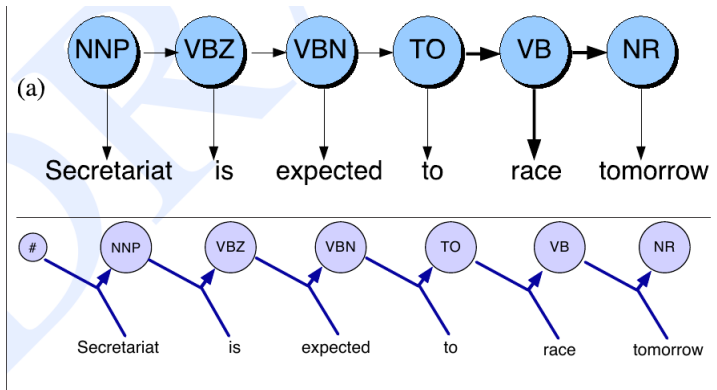 NNP VBZ VBN TO VB NR
(a)
Secretariat is expected to race tomorrow
# NNP VBZ VBN TO VB NR
Secretariat is expected to race tomorrow